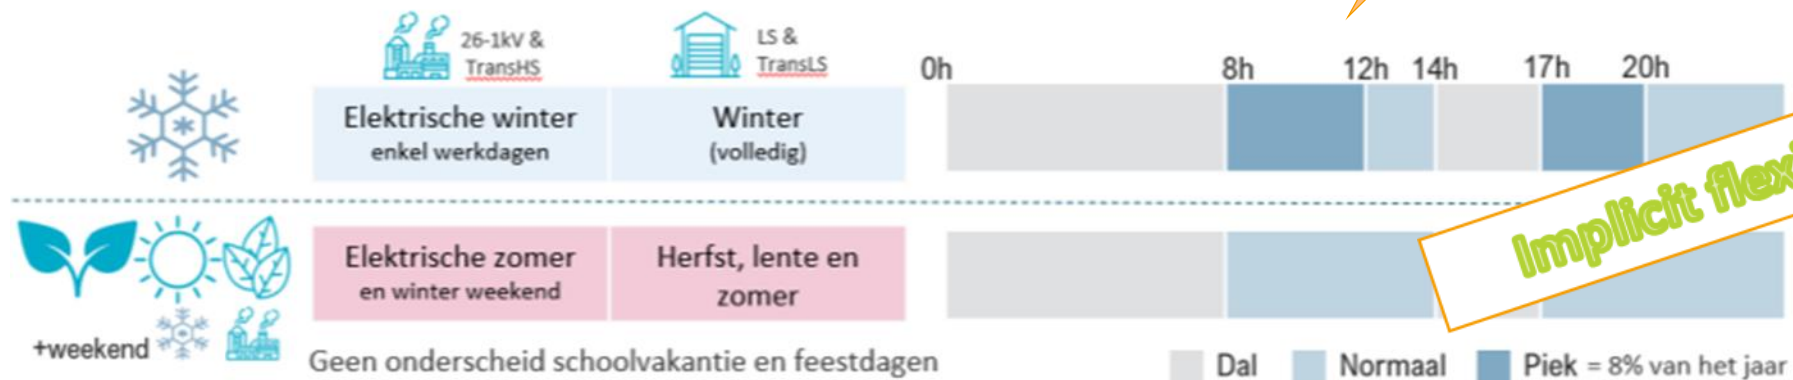 26-1kV &
TransHS
LS &
TransLS
0h 8h 12h 14h 17h 20h
Elektrische winter
enkel werkdagen
Winter
(volledig)
Implicit
Elektrische zomer
en winter weekend
Herfst, lente en
zomer
+weekend
Geen onderscheid schoolvakantie en feestdagen
Dal Normaal Piek = 8% van het jaar